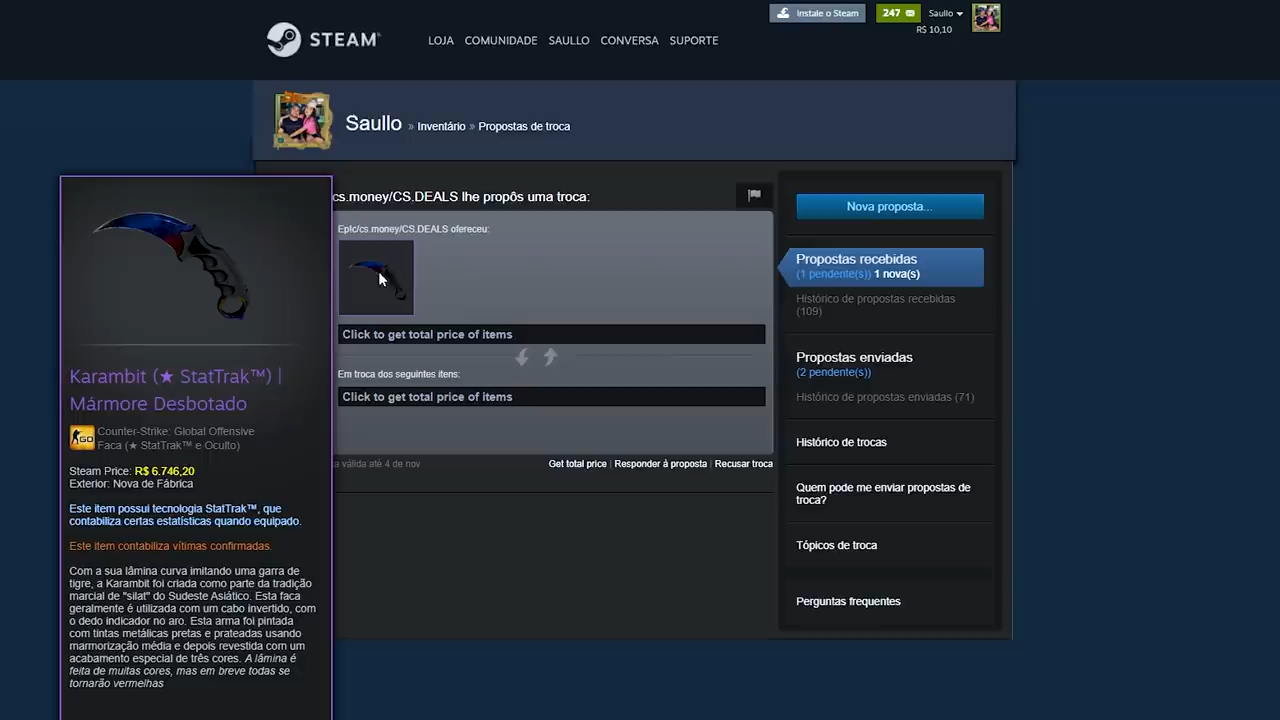 Instale o Steam
247
Saullo
R$ 10,10
STEAM
LOJA COMUNIDADE SAULLO CONVERSA SUPORTE
Saullo » Inventário » Propostas de troca
cs.money/CS.DEALS lhe propôs uma troca:
Epic/cs.money/CS.DEALS ofereceu:
Click to get total price of items
Em troca dos seguintes itens:
Click to get total price of items
válida até 4 de nov
Get total price | Responder à proposta | Recusar troca
Nova proposta...
Propostas recebidas
(1 pendente(s)) 1 nova(s)
Histórico de propostas recebidas
(109)
Propostas enviadas
(2 pendente(s))
Histórico de propostas enviadas (71)
Histórico de trocas
Quem pode me enviar propostas de
troca?
Tópicos de troca
Perguntas frequentes
Karambit (★ StatTrak™) |
Mármore Desbotado
GO
Counter-Strike: Global Offensive
Faca (★ StatTrak™ e Oculto)
Steam Price: R$ 6.746,20
Exterior: Nova de Fábrica
Este item possui tecnologia StatTrak™, que
contabiliza certas estatísticas quando equipado.
Este item contabiliza vítimas confirmadas.
Com a sua lâmina curva imitando uma garra de
tigre, a Karambit foi criada como parte da tradição
marcial de "silat" do Sudeste Asiático. Esta faca
geralmente é utilizada com um cabo invertido, com
o dedo indicador no aro. Esta arma foi pintada
com tintas metálicas pretas e prateadas usando
marmorização média e depois revestida com um
acabamento especial de três cores. A lâmina é
feita de muitas cores, mas em breve todas se
tornarão vermelhas